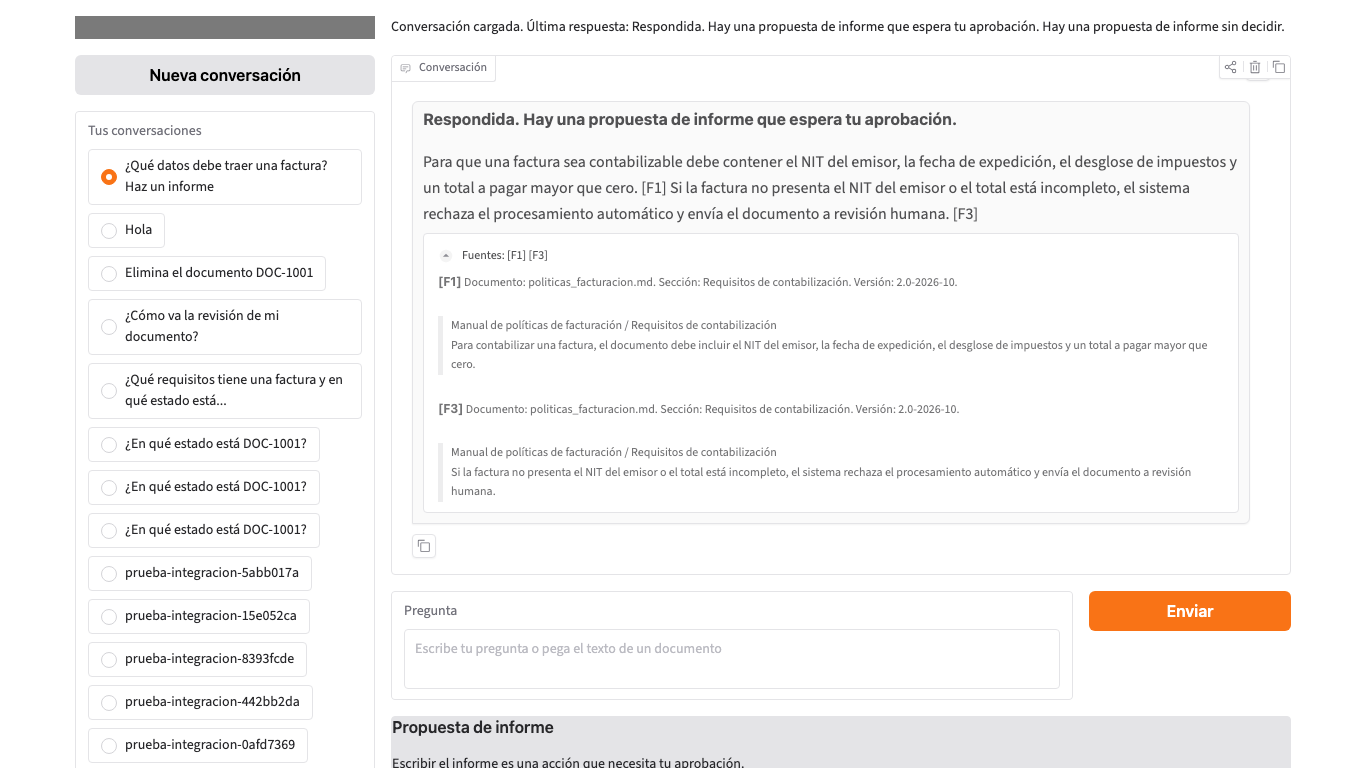 Conversación cargada. Última respuesta: Respondida. Hay una propuesta de informe que espera tu aprobación. Hay una propuesta de informe sin decidir.
Nueva conversación
Tus conversaciones
¿Qué datos debe traer una factura?
Haz un informe
Hola
Elimina el documento DOC-1001
¿Cómo va la revisión de mi
documento?
¿Qué requisitos tiene una factura y en
qué estado está...
¿En qué estado está DOC-1001?
¿En qué estado está DOC-1001?
¿En qué estado está DOC-1001?
prueba-integracion-5abb017a
prueba-integracion-15e052ca
prueba-integracion-8393fcde
prueba-integracion-442bb2da
prueba-integracion-0afd7369
Conversación
Respondida. Hay una propuesta de informe que espera tu aprobación.
Para que una factura sea contabilizable debe contener el NIT del emisor, la fecha de expedición, el desglose de impuestos y
un total a pagar mayor que cero. [F1] Si la factura no presenta el NIT del emisor o el total está incompleto, el sistema
rechaza el procesamiento automático y envía el documento a revisión humana. [F3]
Fuentes: [F1] [F3]
[F1] Documento: politicas_facturacion.md. Sección: Requisitos de contabilización. Versión: 2.0-2026-10.
Manual de políticas de facturación / Requisitos de contabilización
Para contabilizar una factura, el documento debe incluir el NIT del emisor, la fecha de expedición, el desglose de impuestos y un total a pagar mayor que
cero.
[F3] Documento: politicas_facturacion.md. Sección: Requisitos de contabilización. Versión: 2.0-2026-10.
Manual de políticas de facturación / Requisitos de contabilización
Si la factura no presenta el NIT del emisor o el total está incompleto, el sistema rechaza el procesamiento automático y envía el documento a revisión
humana.
Pregunta
Escribe tu pregunta o pega el texto de un documento
Enviar
Propuesta de informe
Escribir el informe es una acción que necesita tu aprobación.